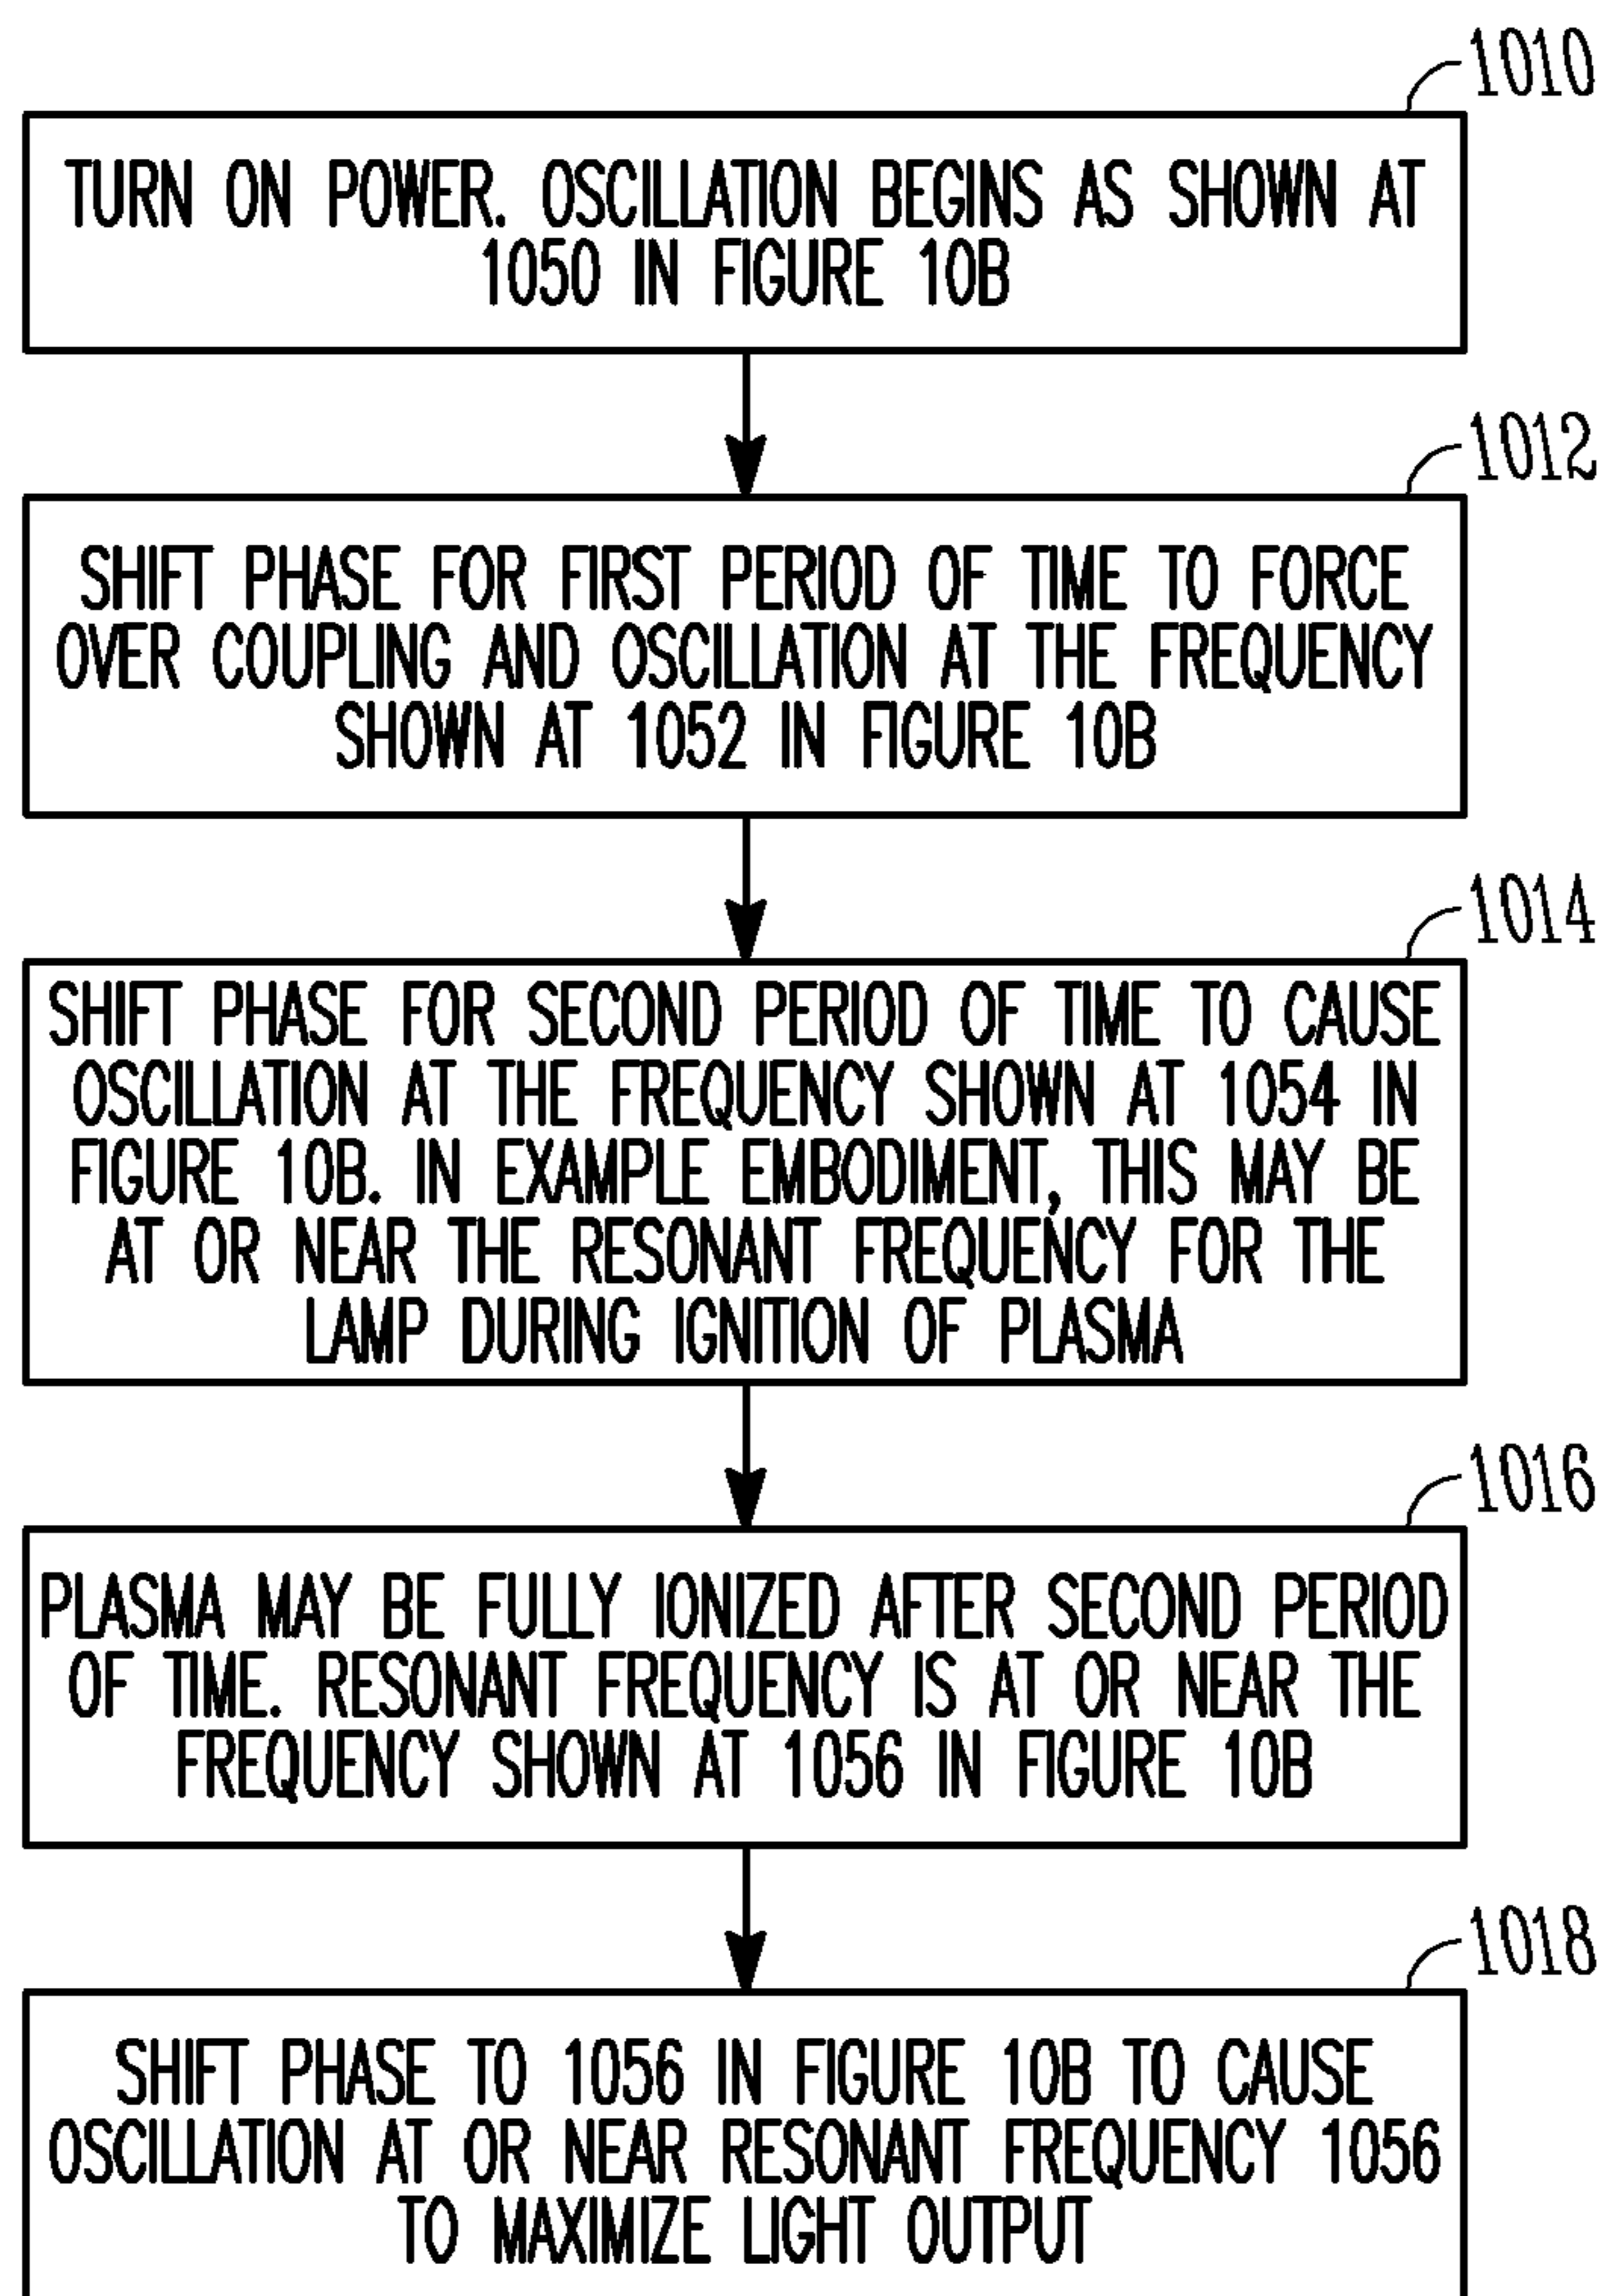 1010
TURN ON POWER. OSCILLATION BEGINS AS SHOWN AT
1050 IN FIGURE 10B
1012
SHIFT PHASE FOR FIRST PERIOD OF TIME TO FORCE
OVER COUPLING AND OSCILLATION AT THE FREQUENCY
SHOWN AT 1052 IN FIGURE 10B
1014
SHIFT PHASE FOR SECOND PERIOD OF TIME TO CAUSE
OSCILLATION AT THE FREQUENCY SHOWN AT 1054 IN
FIGURE 10B. IN EXAMPLE EMBODIMENT, THIS MAY BE
AT OR NEAR THE RESONANT FREQUENCY FOR THE
LAMP DURING IGNITION OF PLASMA
1016
PLASMA MAY BE FULLY IONIZED AFTER SECOND PERIOD
OF TIME. RESONANT FREQUENCY IS AT OR NEAR THE
FREQUENCY SHOWN AT 1056 IN FIGURE 10B
1018
SHIFT PHASE TO 1056 IN FIGURE 10B TO CAUSE
OSCILLATION AT OR NEAR RESONANT FREQUENCY 1056
TO MAXIMIZE LIGHT OUTPUT